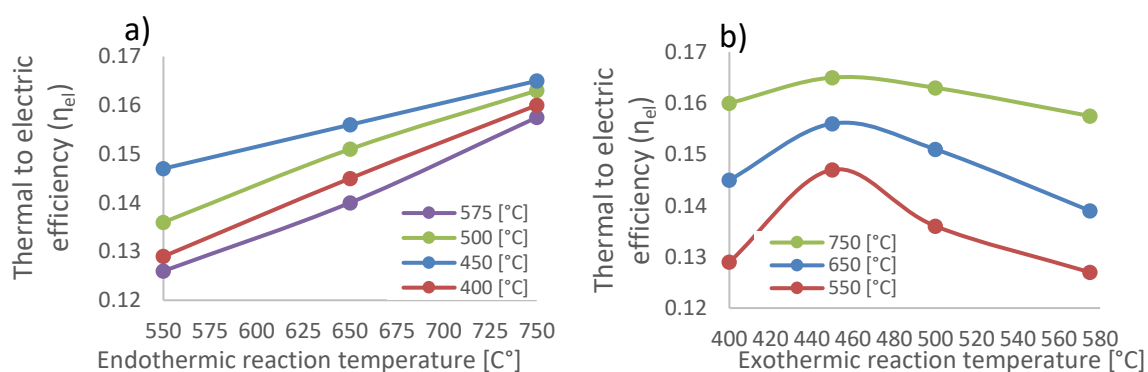 a)
Thermal to electric
efficiency (ηel)
0.17
0.16
0.15
0.14
0.13
0.12
575 [°C]
500 [°C]
450 [°C]
400 [°C]
550 575 600 625 650 675 700 725 750
Endothermic reaction temperature [C°]
b)
Thermal to electric
efficiency (ηel)
0.17
0.16
0.15
0.14
0.13
0.12
750 [°C]
650 [°C]
550 [°C]
400 420 440 460 480 500 520 540 560 580
Exothermic reaction temperature [°C]